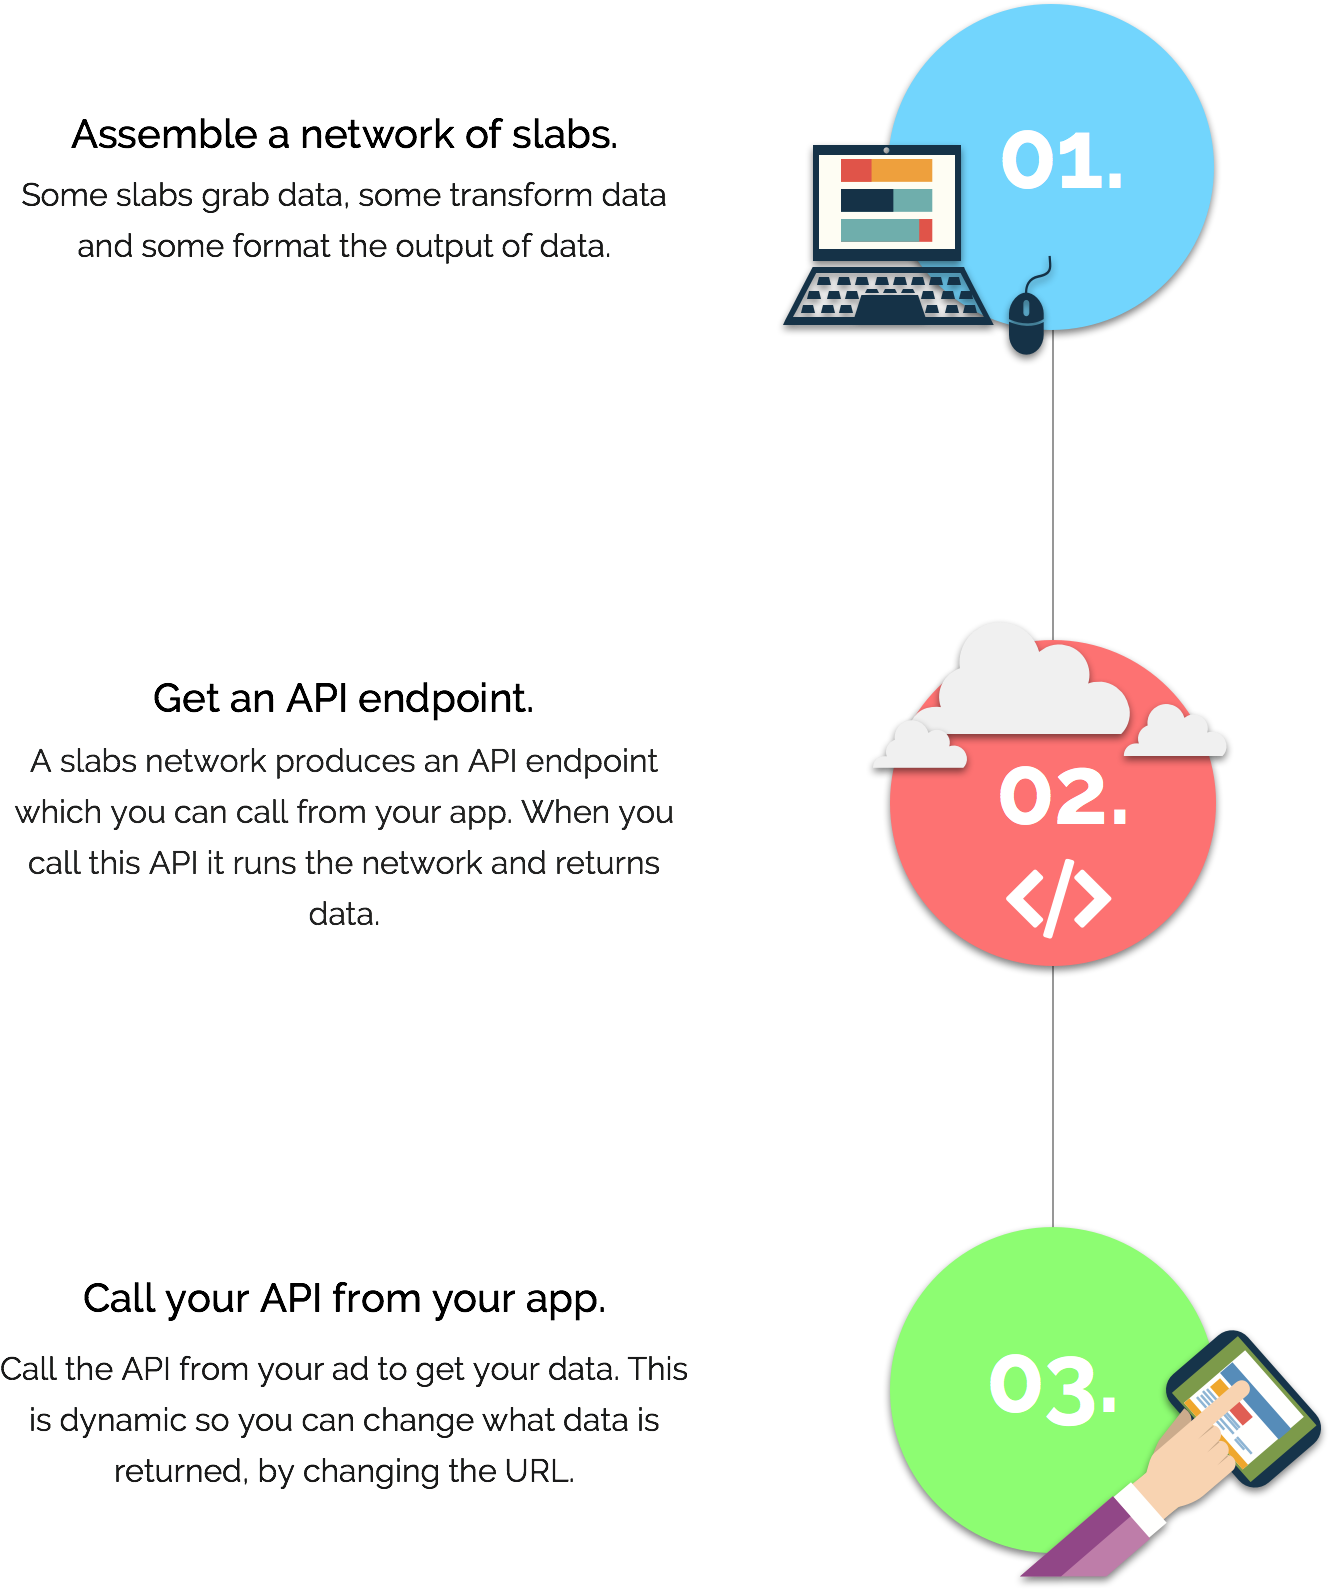 Assemble a network of slabs.
Some slabs grab data, some transform data
and some format the output of data.
01.
Get an API endpoint.
A slabs network produces an API endpoint
which you can call from your app. When you
call this API it runs the network and returns
data.
02.
</>
Call your API from your app.
Call the API from your ad to get your data. This
is dynamic so you can change what data is
returned, by changing the URL.
03.